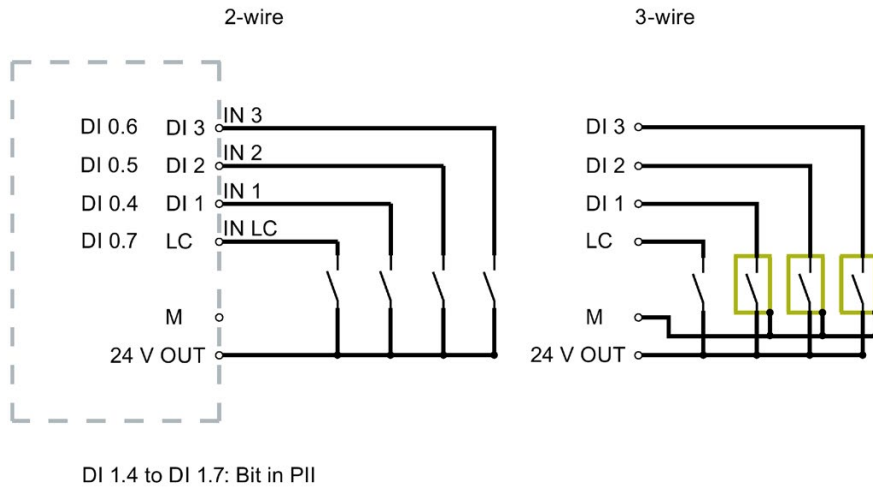 2-wire 3-wire
DI 0.6 DI 3 IN 3 DI 3
DI 0.5 DI 2 IN 2 DI 2
DI 0.4 DI 1 IN 1 DI 1
DI 0.7 LC IN LC LC
M M
24 V OUT 24 V OUT
DI 1.4 to DI 1.7: Bit in PII